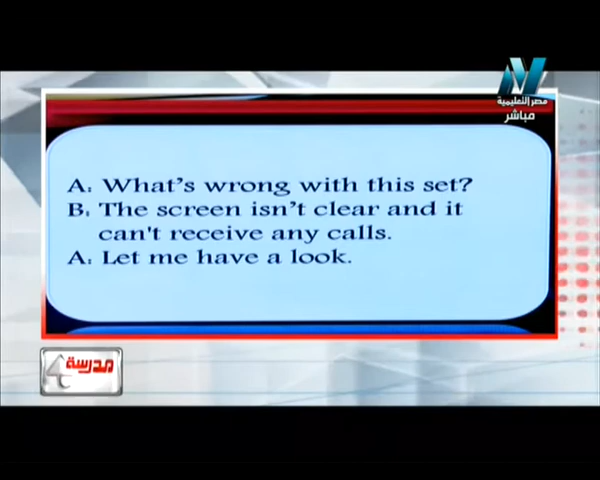 مصر التعليمية
مباشر
A: What's wrong with this set?
B: The screen isn't clear and it
can't receive any calls.
A: Let me have a look.
مدرسة